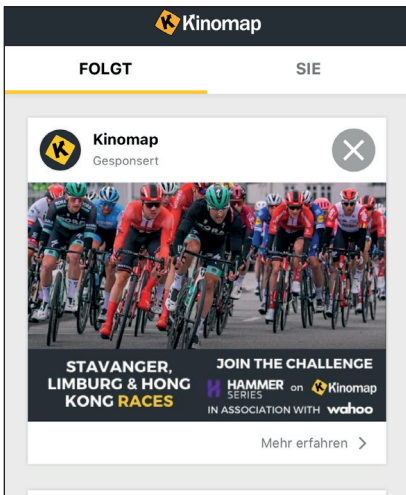 Kinomap
FOLGT SIE
Kinomap
Gesponsert
STAVANGER,
LIMBURG & HONG
KONG RACES
JOIN THE CHALLENGE
HAMMER
SERIES on Kinomap
IN ASSOCIATION WITH wahoo
Mehr erfahren